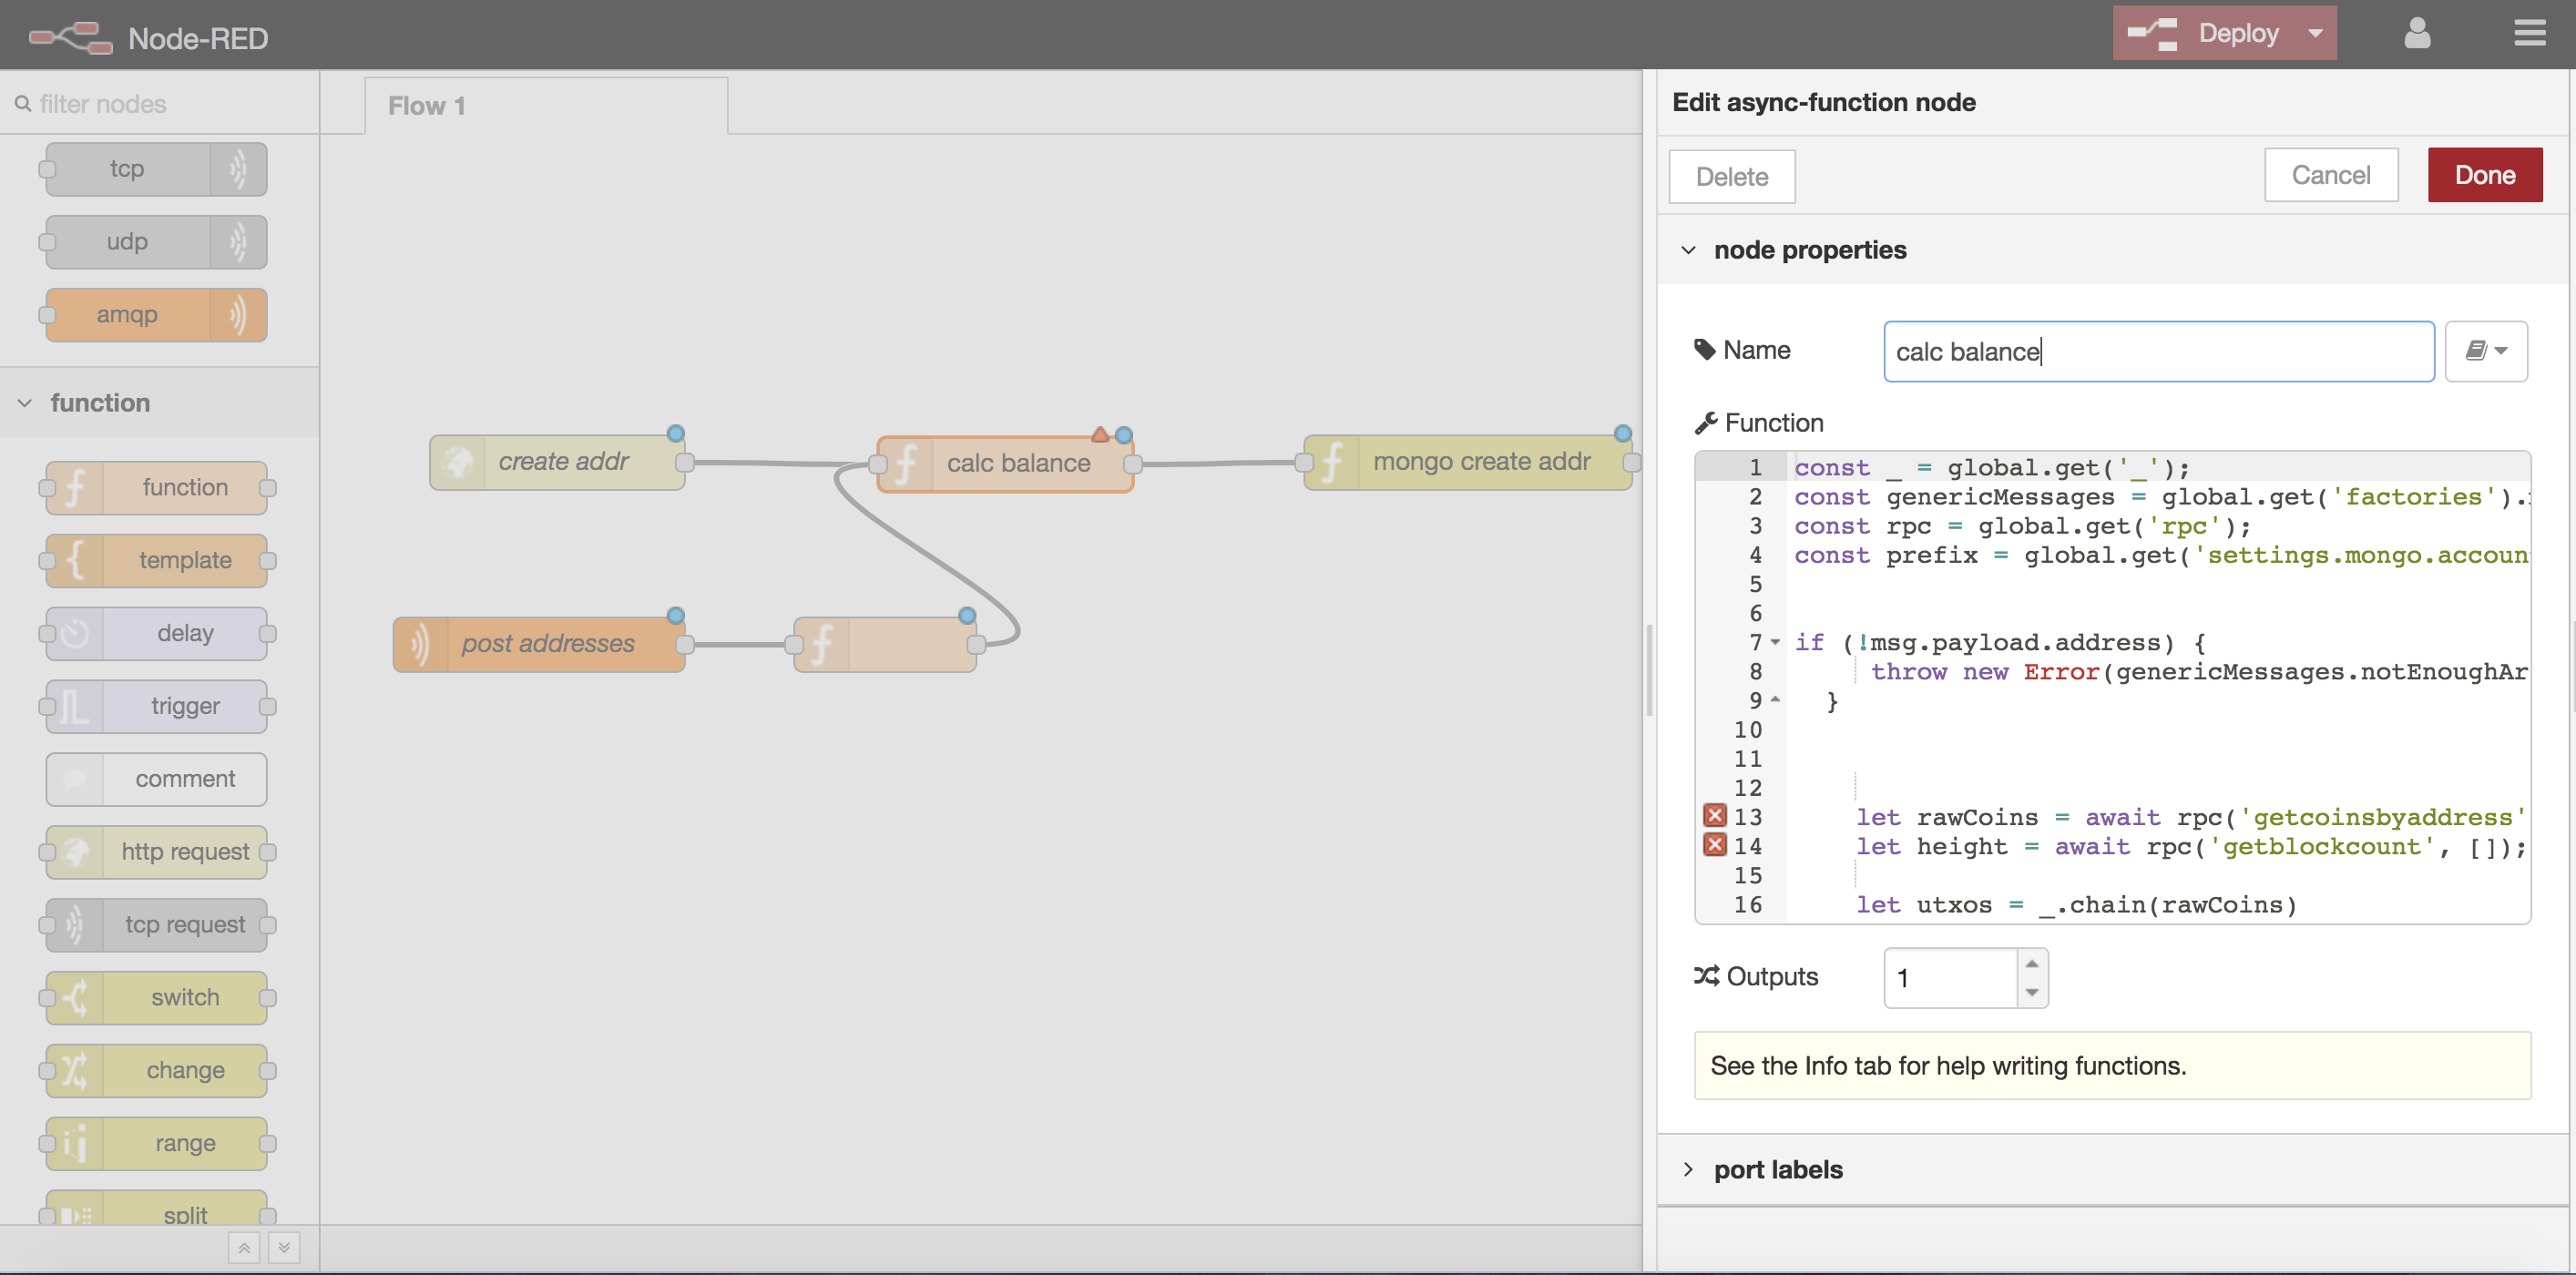 Node-RED
Deploy
filter nodes
tcp
udp
amqp
function
function
template
delay
trigger
comment
http request
tcp request
switch
change
range
split
Flow 1
create addr
calc balance
mongo create addr
post addresses
Edit async-function node
Delete
Cancel
Done
node properties
Name
calc balance
Function
1 const _ = global.get('_');
2 const genericMessages = global.get('factories').
3 const rpc = global.get('rpc');
4 const prefix = global.get('settings.mongo.accoun
5
6
7 if (!msg.payload.address) {
8 throw new Error(genericMessages.notEnoughAr
9 }
10
11
12
13 let rawCoins = await rpc('getcoinsbyaddress'
14 let height = await rpc('getblockcount', []);
15
16 let utxos = _.chain(rawCoins)
Outputs
1
See the Info tab for help writing functions.
port labels